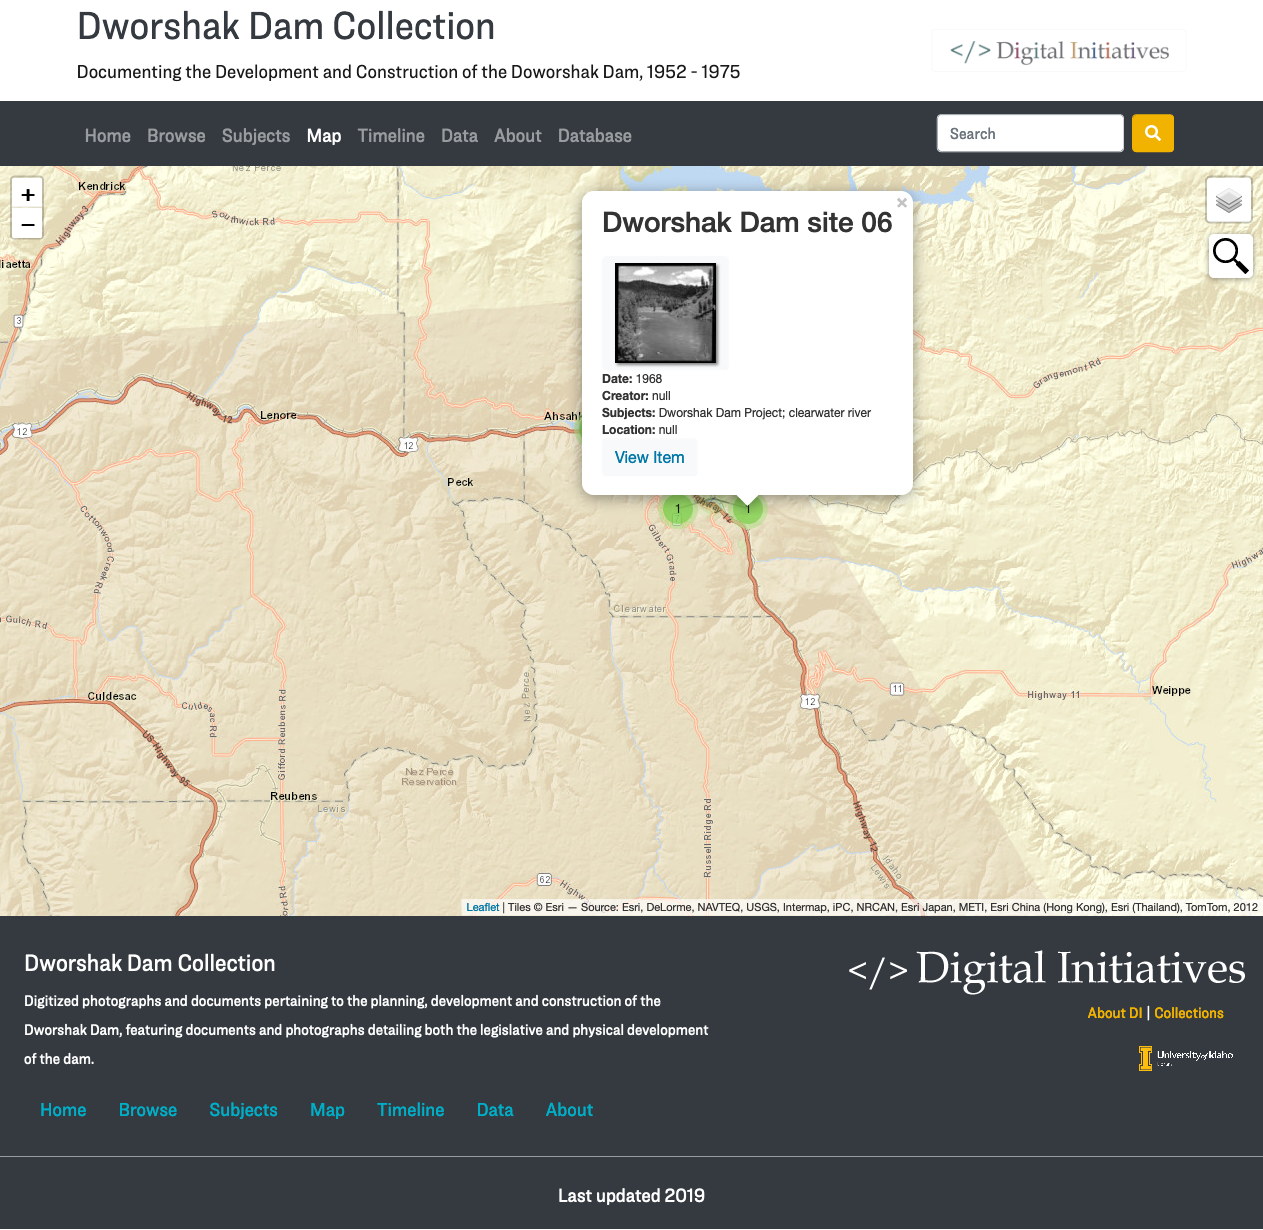 Dworshak Dam Collection
Documenting the Development and Construction of the Doworshak Dam, 1952 - 1975
</> Digital Initiatives
Home Browse Subjects Map Timeline Data About Database
Search
+
−
Kendrick
Nez Perce
Southwick Rd
Highway 3
iaetta
3
Highway 12
Lenore
12
12
Ahsahk
Peck
Dworshak Dam site 06
×
Date: 1968
Creator: null
Subjects: Dworshak Dam Project; clearwater river
Location: null
View Item
1
1
Grangemont Rd
Cottonwood Creek Rd
Gilbert Grade
Clearwater
Gulch Rd
Culdesac
Culdesac Rd
US Highway 95
Gifford Reubens Rd
Nez Perce
12
11
Highway 11
Weippe
Nez Perce
Reservation
Reubens
Lewis
Russell Ridge Rd
Highway 12
Idaho
Lewis
62
Leaflet | Tiles © Esri — Source: Esri, DeLorme, NAVTEQ, USGS, Intermap, iPC, NRCAN, Esri Japan, METI, Esri China (Hong Kong), Esri (Thailand), TomTom, 2012
Dworshak Dam Collection
Digitized photographs and documents pertaining to the planning, development and construction of the
Dworshak Dam, featuring documents and photographs detailing both the legislative and physical development
of the dam.
Home Browse Subjects Map Timeline Data About
</> Digital Initiatives
About DI | Collections
University of Idaho
Last updated 2019